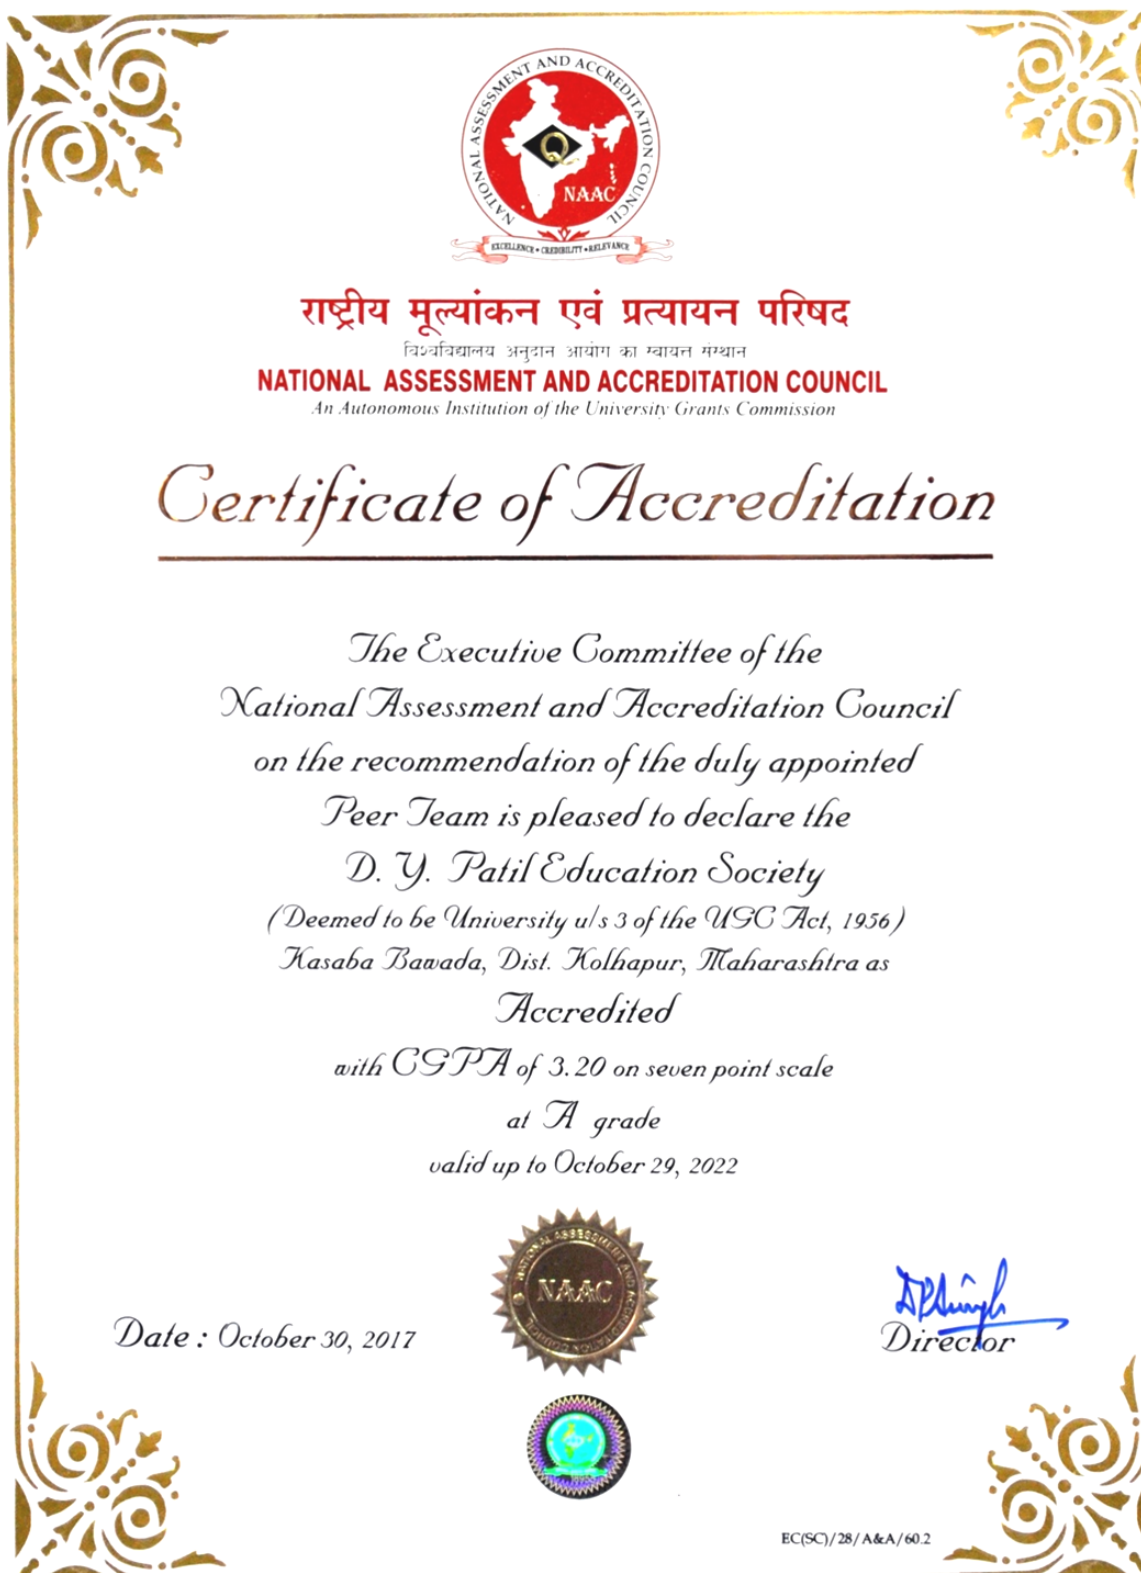 NATIONAL ASSESSMENT AND ACCREDITATION COUNCIL
Q
NAAC
EXCELLENCE • CREDIBILITY • RELEVANCE
राष्ट्रीय मूल्यांकन एवं प्रत्यायन परिषद
विश्वविद्यालय अनुदान आयोग का स्वायत्त संस्थान
NATIONAL ASSESSMENT AND ACCREDITATION COUNCIL
An Autonomous Institution of the University Grants Commission
Certificate of Accreditation
The Executive Committee of the
National Assessment and Accreditation Council
on the recommendation of the duly appointed
Peer Team is pleased to declare the
D. Y. Patil Education Society
(Deemed to be University u/s 3 of the UGC Act, 1956)
Kasaba Bawada, Dist. Kolhapur, Maharashtra as
Accredited
with CGPA of 3.20 on seven point scale
at A grade
valid up to October 29, 2022
NATIONAL ASSESSMENT AND ACCREDITATION COUNCIL
NAAC
Date : October 30, 2017
Director
EC(SC)/28/A&A/60.2